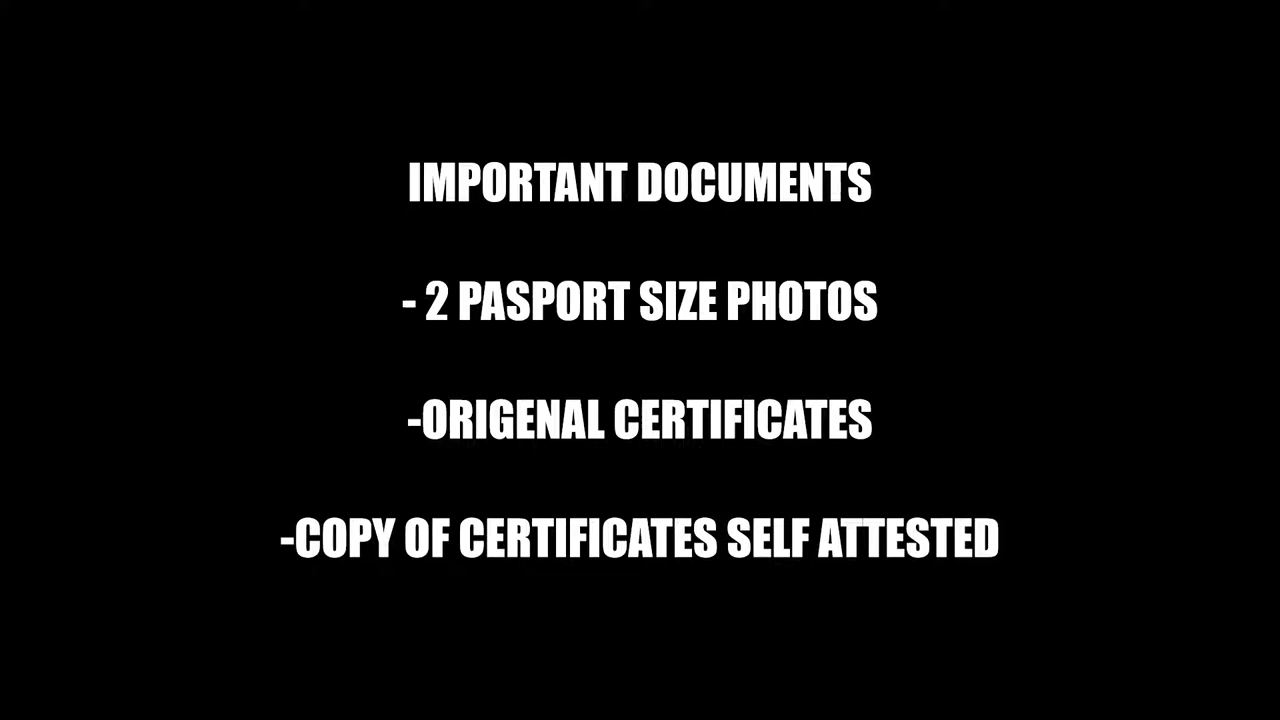 IMPORTANT DOCUMENTS
- 2 PASPORT SIZE PHOTOS
-ORIGENAL CERTIFICATES
-COPY OF CERTIFICATES SELF ATTESTED